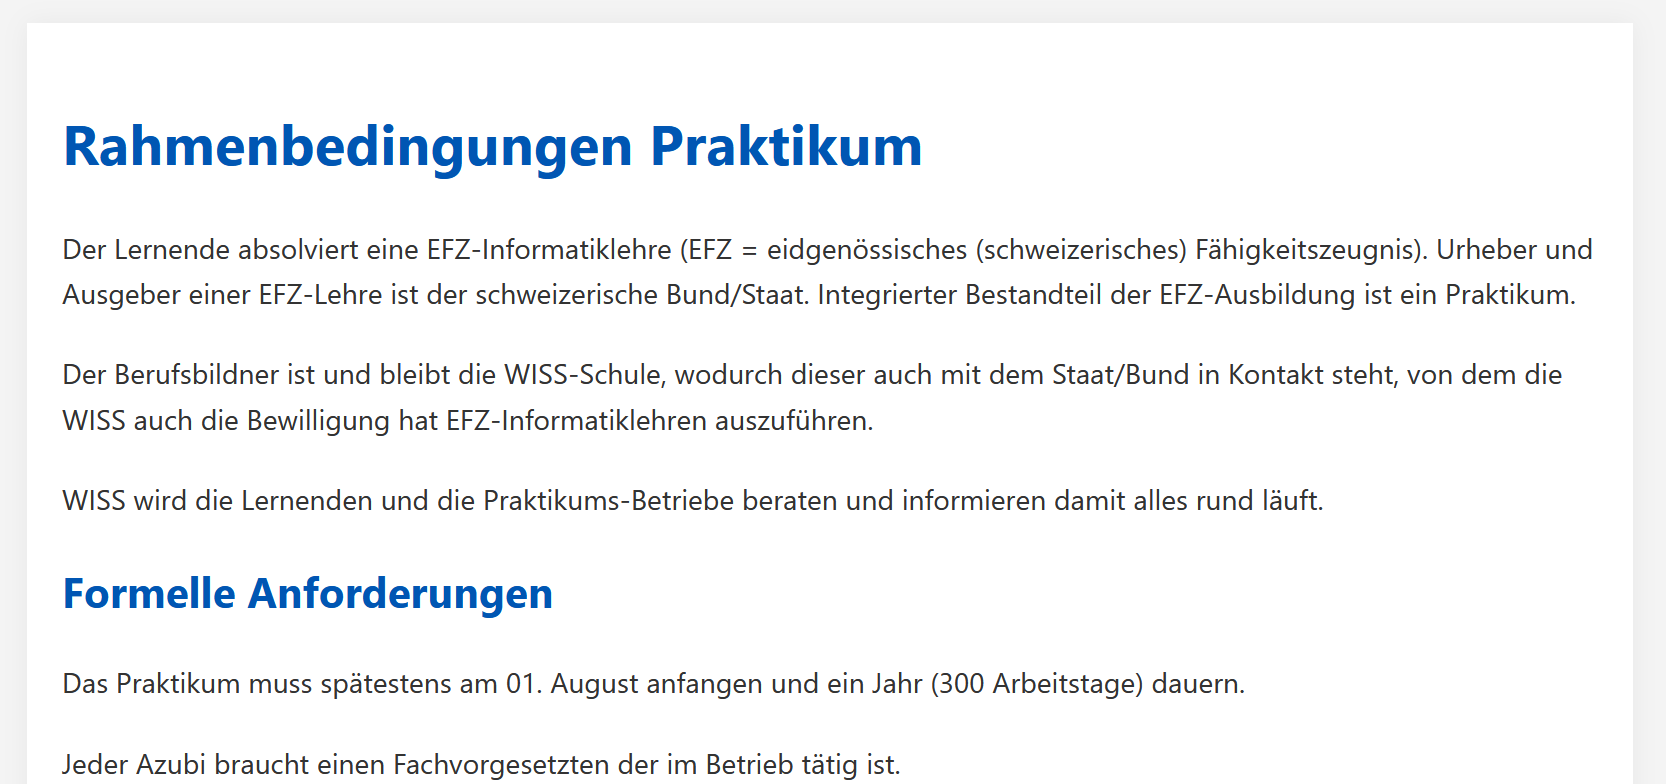 Rahmenbedingungen Praktikum
Der Lernende absolviert eine EFZ-Informatiklehre (EFZ = eidgenössisches (schweizerisches) Fähigkeitszeugnis). Urheber und
Ausgeber einer EFZ-Lehre ist der schweizerische Bund/Staat. Integrierter Bestandteil der EFZ-Ausbildung ist ein Praktikum.
Der Berufsbildner ist und bleibt die WISS-Schule, wodurch dieser auch mit dem Staat/Bund in Kontakt steht, von dem die
WISS auch die Bewilligung hat EFZ-Informatiklehren auszuführen.
WISS wird die Lernenden und die Praktikums-Betriebe beraten und informieren damit alles rund läuft.
Formelle Anforderungen
Das Praktikum muss spätestens am 01. August anfangen und ein Jahr (300 Arbeitstage) dauern.
Jeder Azubi braucht einen Fachvorgesetzten der im Betrieb tätig ist.